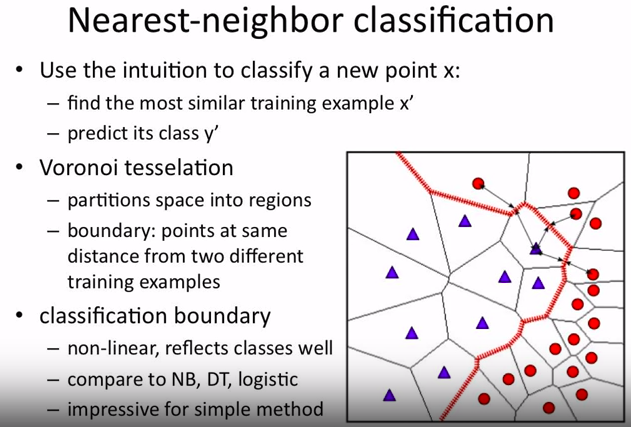 Nearest-neighbor classification
• Use the intuition to classify a new point x:
– find the most similar training example x’
– predict its class y’
• Voronoi tesselation
– partitions space into regions
– boundary: points at same
distance from two different
training examples
• classification boundary
– non-linear, reflects classes well
– compare to NB, DT, logistic
– impressive for simple method